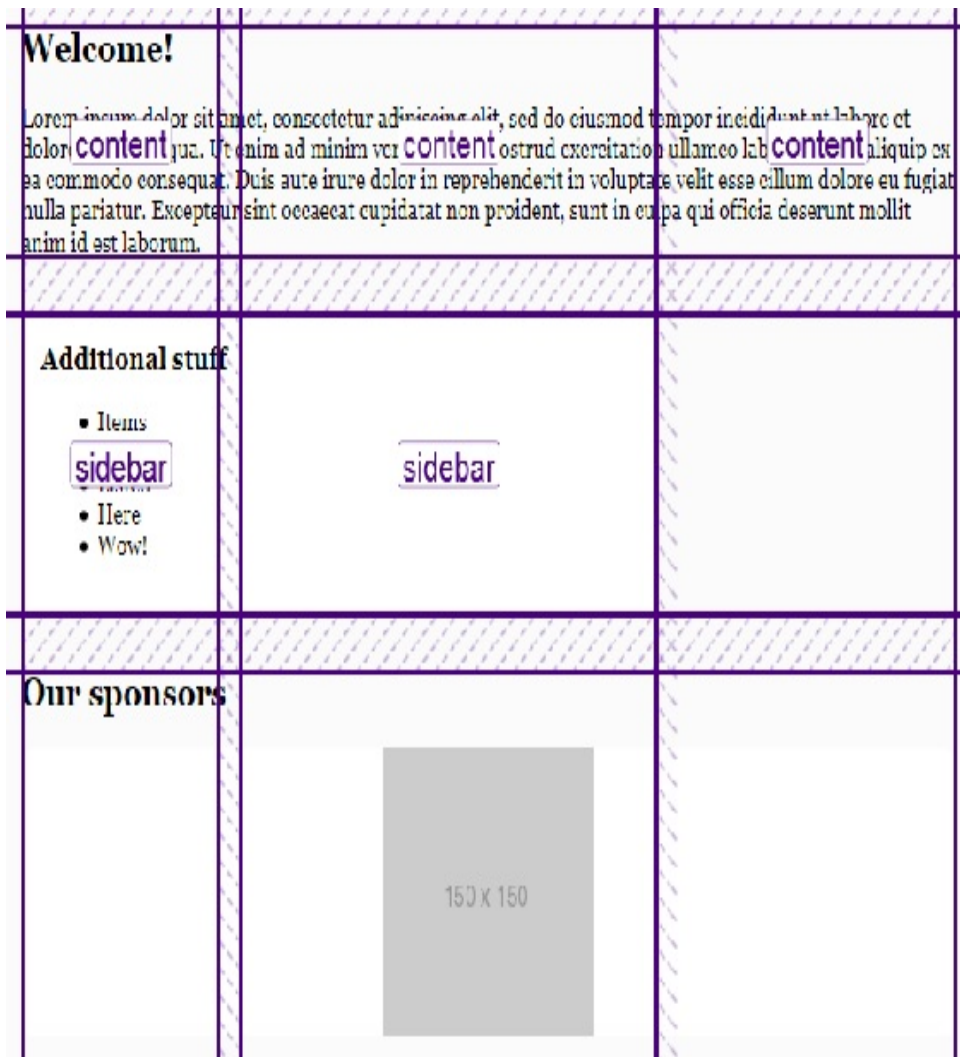 Welcome!
Lorem ipsum dolor sit amet, consectetur adipiscing elit, sed do eiusmod tempor incididunt ut labore et
dolore content qua. Ut enim ad minim ver content ostrud exercitation ullamco lab content aliquip ex
ea commodo consequat. Duis aute irure dolor in reprehenderit in voluptate velit esse cillum dolore eu fugiat
nulla pariatur. Excepteur sint occaecat cupidatat non proident, sunt in culpa qui officia deserunt mollit
anim id est laborum.
Additional stuff
Items
sidebar sidebar
Here
Wow!
Our sponsors
150 x 150